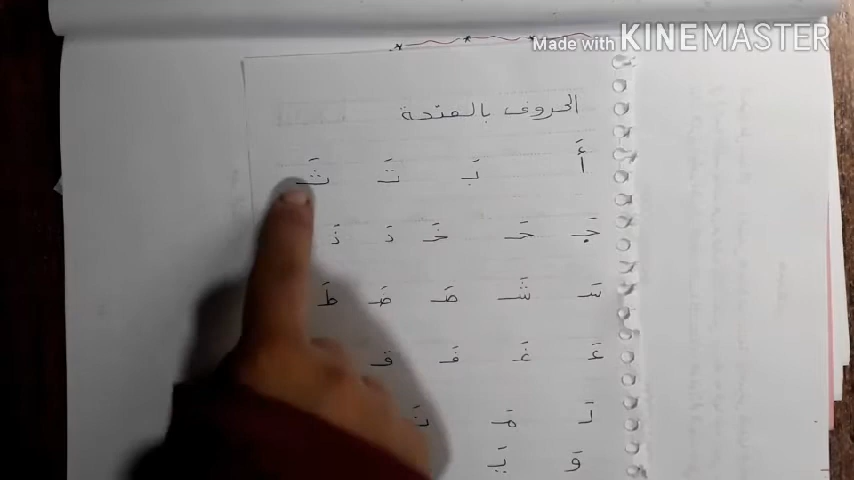 Made with KINEMASTER
الحروف بالفتحة
أَ بَ تَ ثَ
جَ حَ خَ دَ ذَ
سَ شَ صَ ضَ طَ
عَ غَ فَ قَ
لَ مَ نَ
وَ يَ